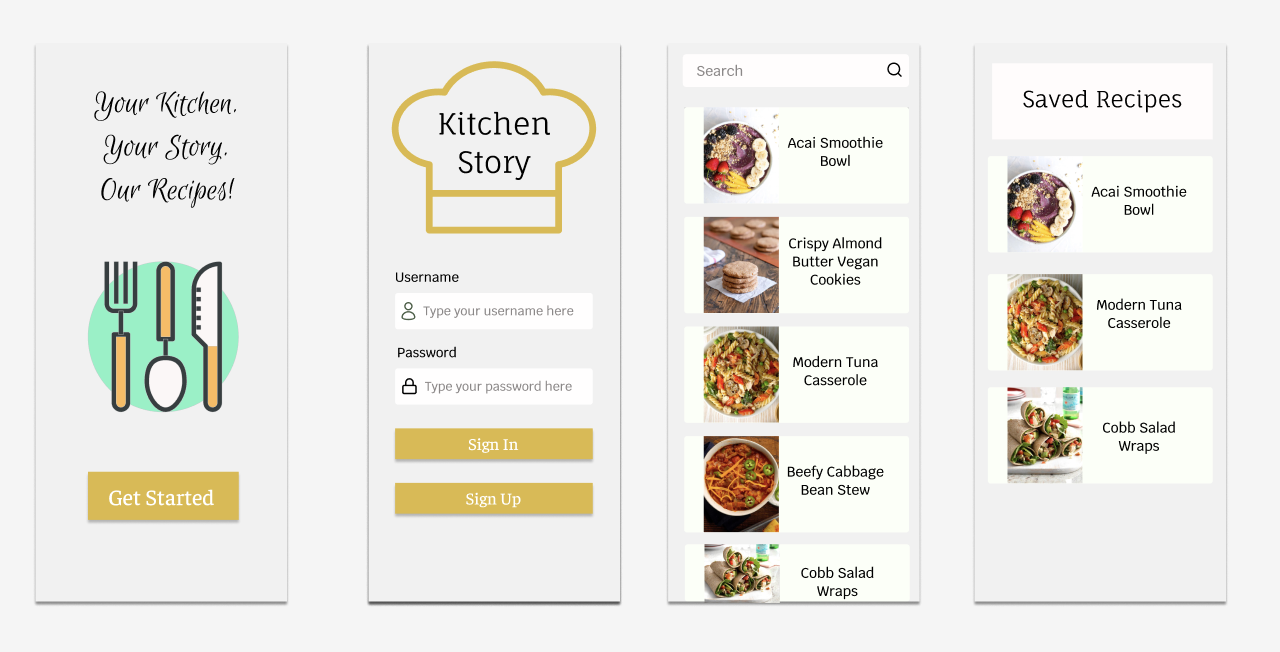 Your Kitchen.
Your Story.
Our Recipes!
Get Started
Kitchen
Story
Username
Type your username here
Password
Type your password here
Sign In
Sign Up
Search
Acai Smoothie
Bowl
Crispy Almond
Butter Vegan
Cookies
Modern Tuna
Casserole
Beefy Cabbage
Bean Stew
Cobb Salad
Wraps
Saved Recipes
Acai Smoothie
Bowl
Modern Tuna
Casserole
Cobb Salad
Wraps